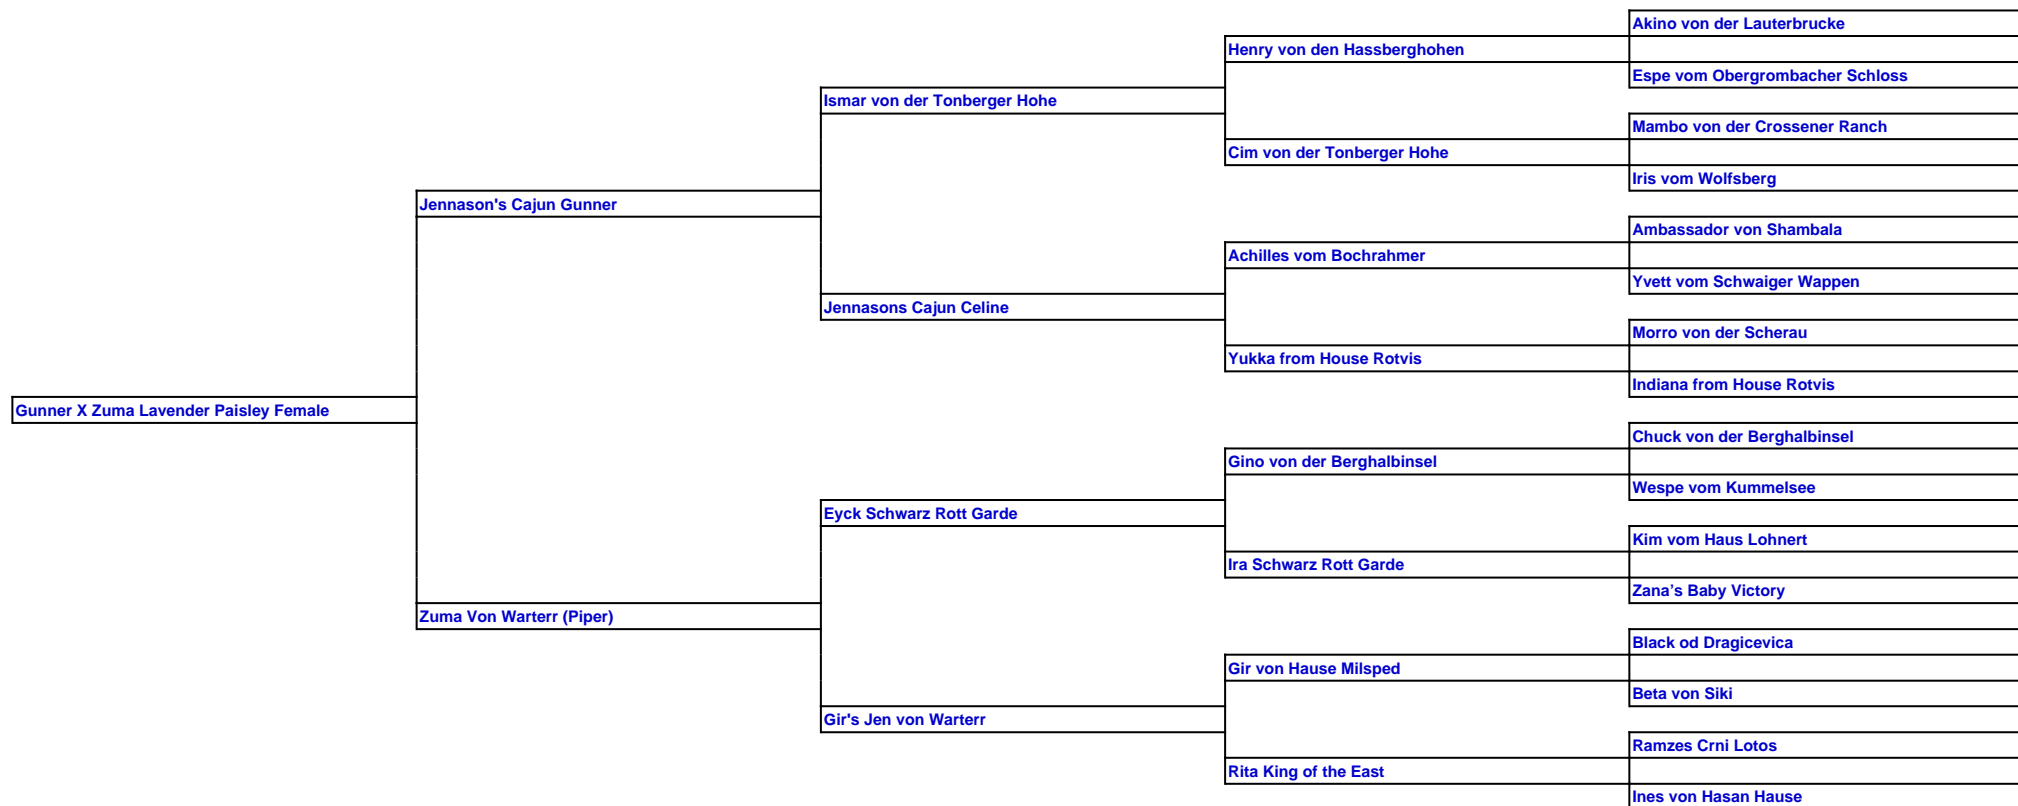 Akino von der Lauterbrucke
Henry von den Hassberghohen
Espe vom Obergrombacher Schloss
Ismar von der Tonberger Hohe
Mambo von der Crossener Ranch
Cim von der Tonberger Hohe
Iris vom Wolfsberg
Jennason's Cajun Gunner
Ambassador von Shambala
Achilles vom Bochrahmer
Yvett vom Schwaiger Wappen
Jennasons Cajun Celine
Morro von der Scherau
Yukka from House Rotvis
Indiana from House Rotvis
Gunner X Zuma Lavender Paisley Female
Chuck von der Berghalbinsel
Gino von der Berghalbinsel
Wespe vom Kummelsee
Eyck Schwarz Rott Garde
Kim vom Haus Lohnert
Ira Schwarz Rott Garde
Zana’s Baby Victory
Zuma Von Warterr (Piper)
Black od Dragicevica
Gir von Hause Milsped
Beta von Siki
Gir's Jen von Warterr
Ramzes Crni Lotos
Rita King of the East
Ines von Hasan Hause